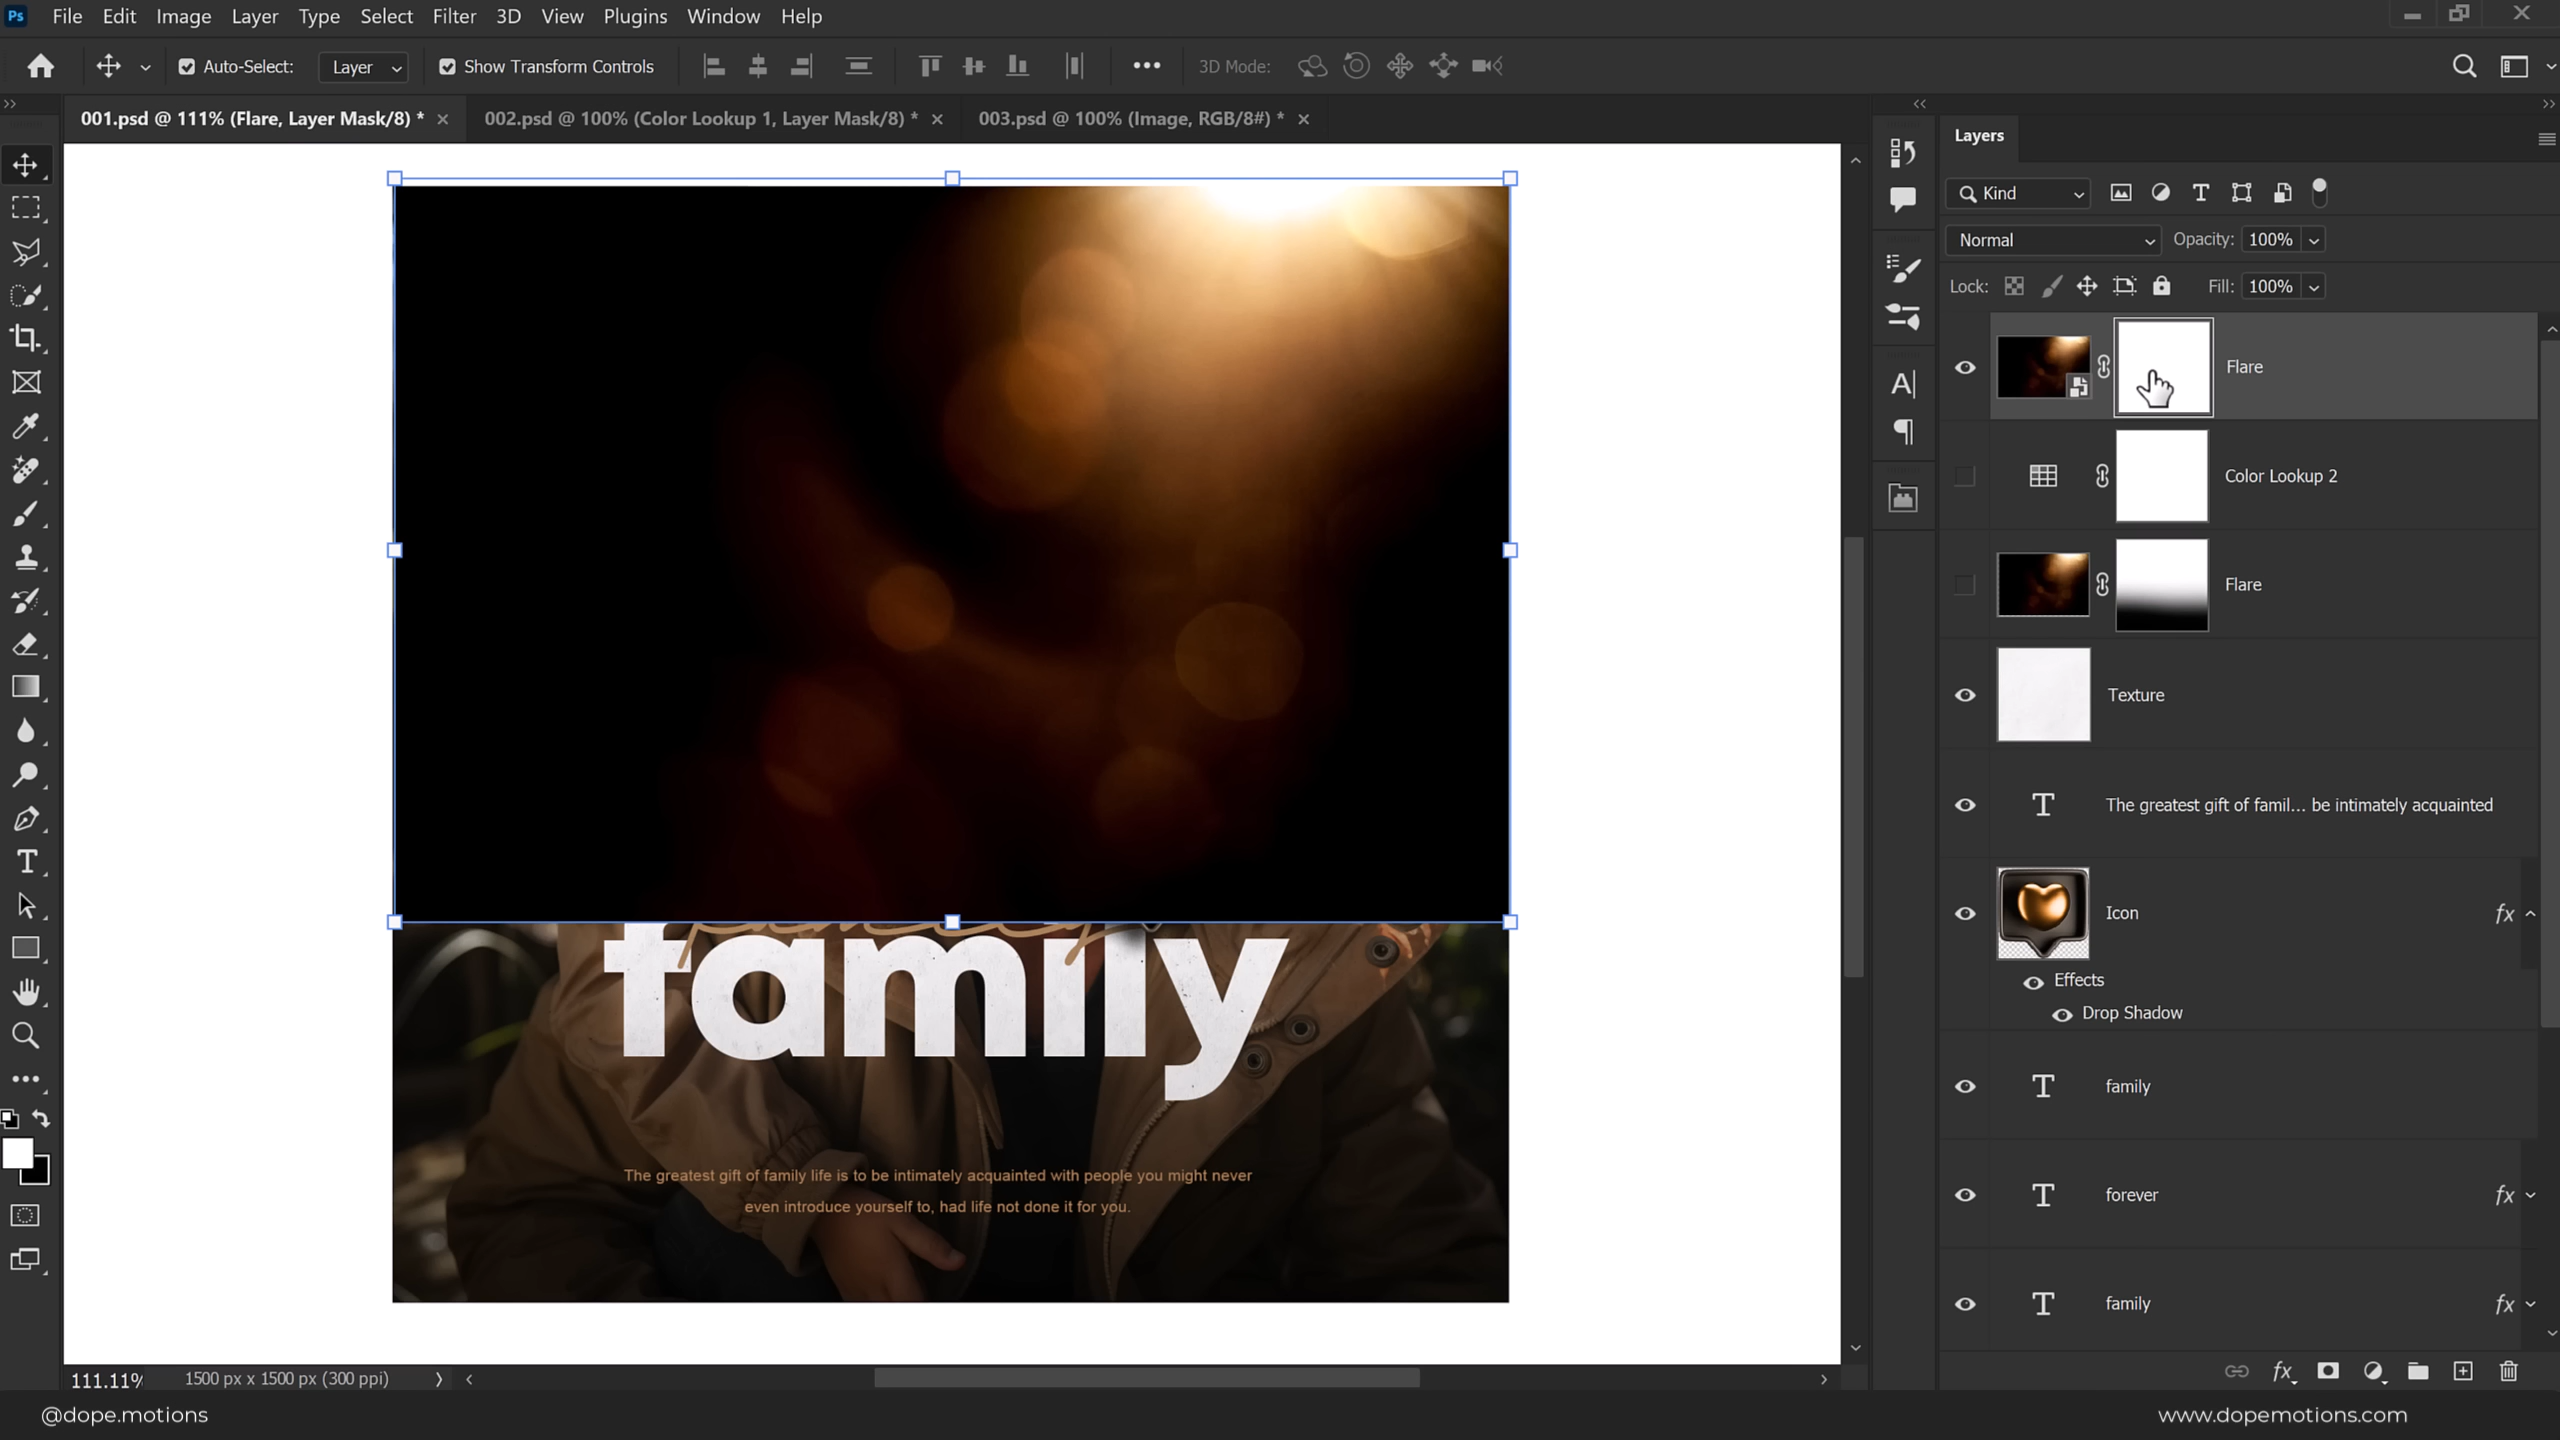 Ps File Edit Image Layer Type Select Filter 3D View Plugins Window Help
Auto-Select: Layer Show Transform Controls 3D Mode:
001.psd @ 111% (Flare, Layer Mask/8) * 002.psd @ 100% (Color Lookup 1, Layer Mask/8) * 003.psd @ 100% (Image, RGB/8#) *
Layers
Kind
Normal Opacity: 100%
Lock: Fill: 100%
Flare
Color Lookup 2
Flare
Texture
The greatest gift of famil... be intimately acquainted
Icon fx
Effects
Drop Shadow
family
forever fx
family fx
family
family
The greatest gift of family life is to be intimately acquainted with people you might never
even introduce yourself to, had life not done it for you.
111.11% 1500 px x 1500 px (300 ppi)
fx
@dope.motions
www.dopemotions.com